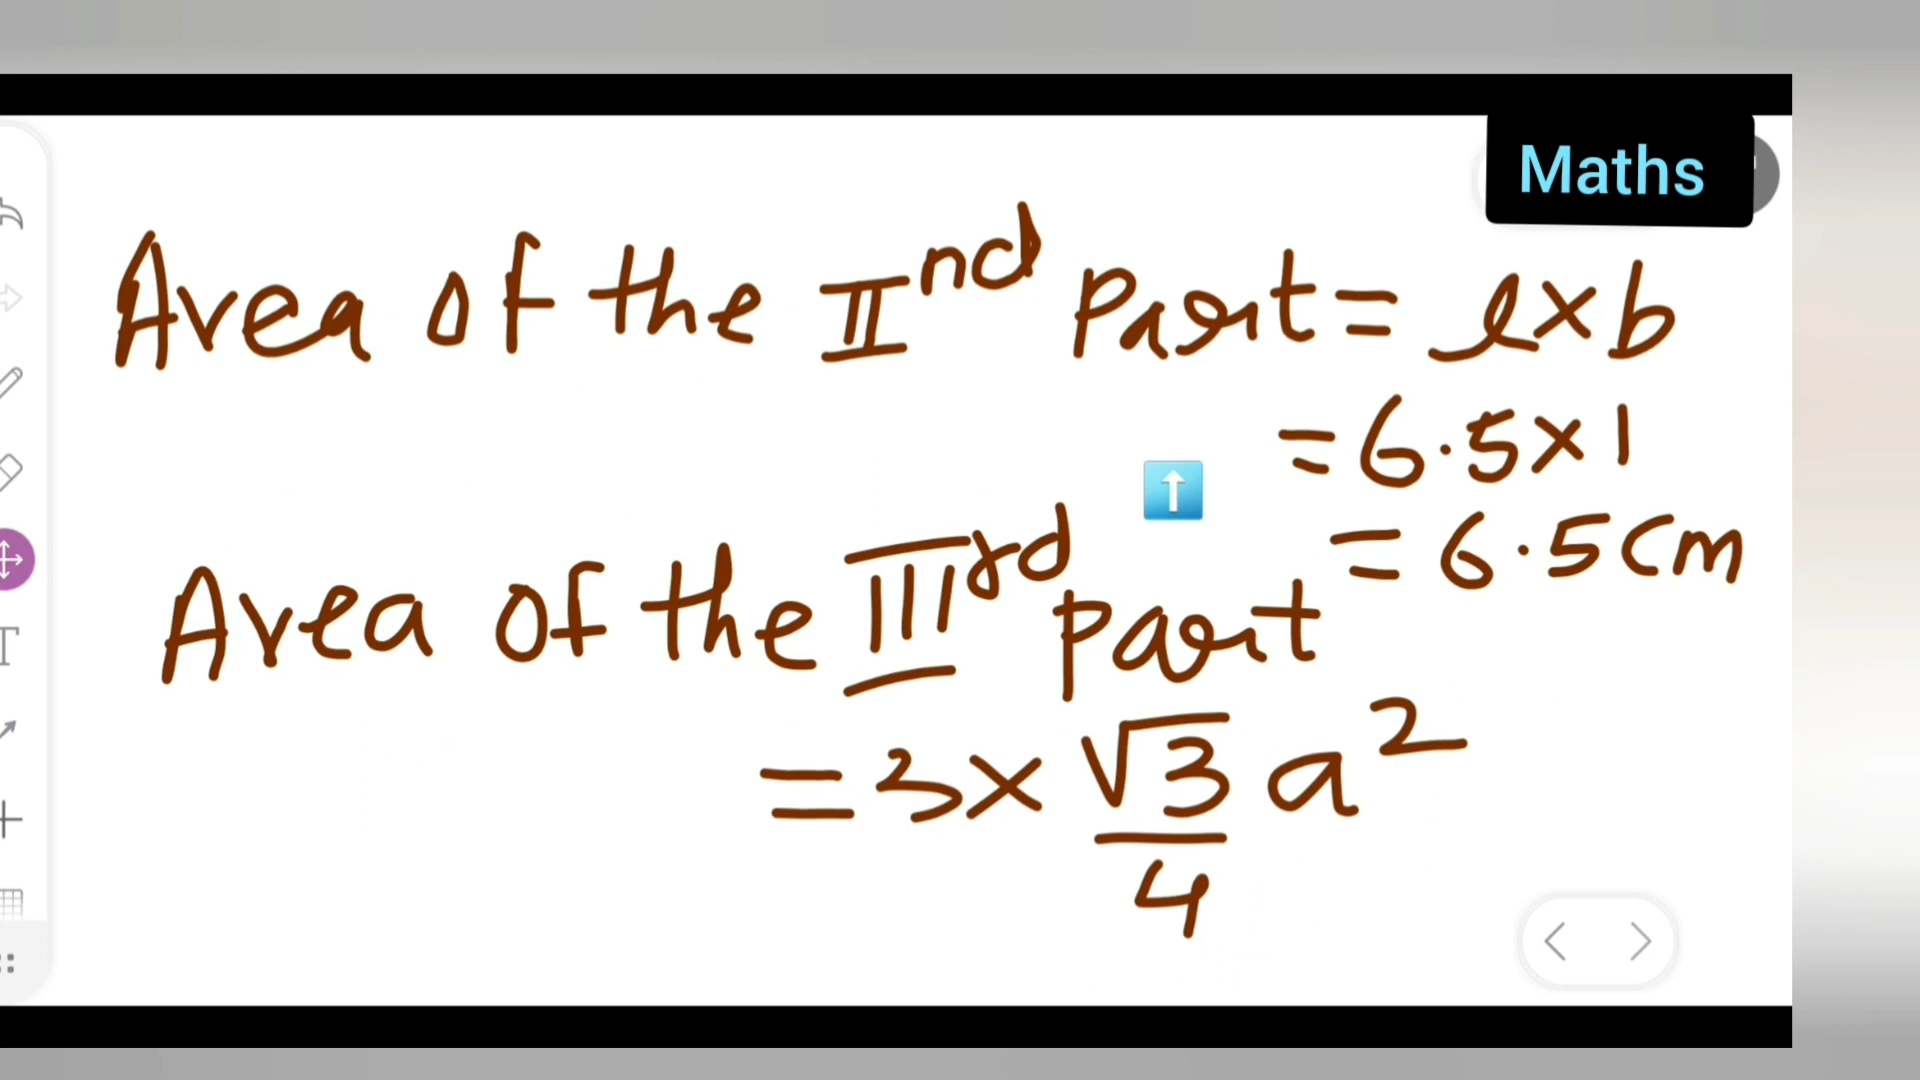 Maths
Area of the IInd Part = l×b
= 6.5×1
= 6.5cm
Area of the IIIrd part
= 3× √3/4 a²